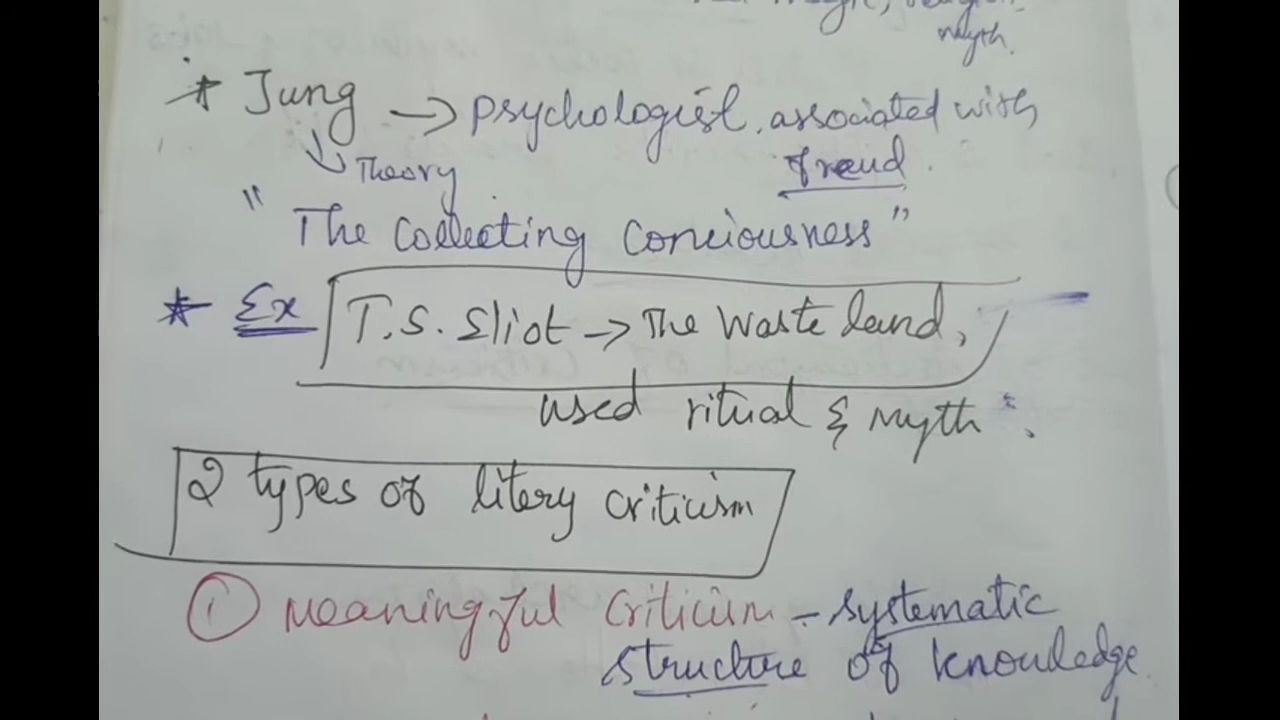 myth.
* Jung → psychologist. associated with
freud.
Theory
" The Collecting Conciousness "
* Ex T.S. Eliot → The Waste Land,
used ritual & myth.
2 types of litery criticism
① Meaningful Criticism - systematic
structure of knowledge